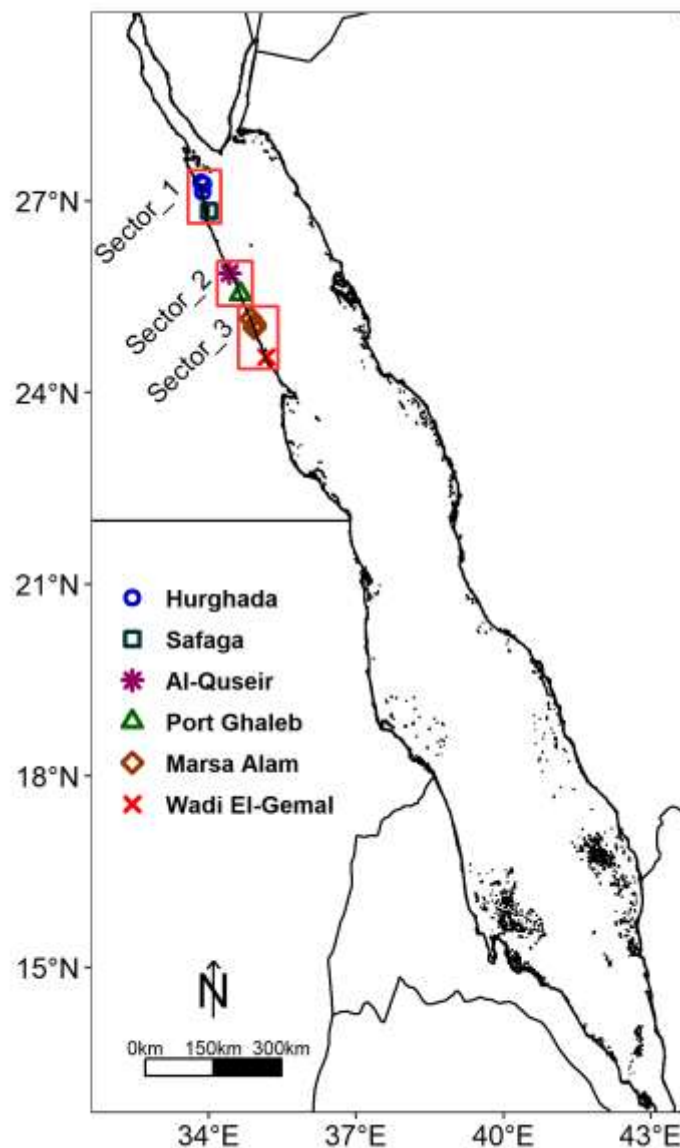 27°N
24°N
21°N
18°N
15°N
Sector_1
Sector_2
Sector_3
Hurghada
Safaga
Al-Quseir
Port Ghaleb
Marsa Alam
Wadi El-Gemal
N
0km 150km 300km
34°E 37°E 40°E 43°E